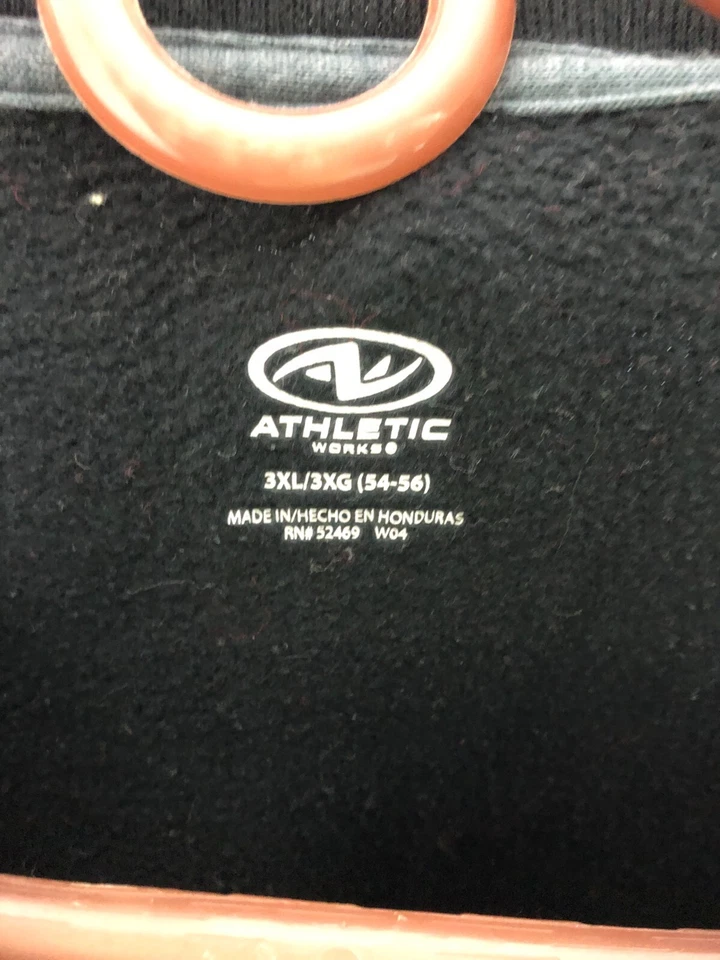 ATHLETIC
WORKS®
3XL/3XG (54-56)
MADE IN/HECHO EN HONDURAS
RN# 52469 W04